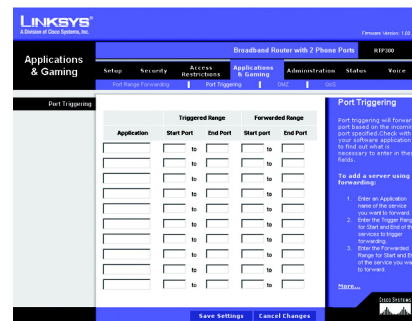 LINKSYS®
A Division of Cisco Systems, Inc.
Firmware Version: 1.00
Broadband Router with 2 Phone Ports RTP300
Applications & Gaming
Setup Security Access Restrictions Applications & Gaming Administration Status Voice
Port Range Forwarding Port Triggering DMZ QoS
Port Triggering
Triggered Range Forwarded Range
Application Start Port End Port Start port End Port
to to
to to
to to
to to
to to
to to
to to
to to
to to
to to
Port Triggering
Port triggering will forward
port based on the incoming
port specified.Check with
your software application
to find out what is
necessary to enter in these
fields.
To add a server using
forwarding:
1. Enter an Application
name of the service
you want to forward.
2. Enter the Trigger Rang
for Start and End of th
services to trigger
forwarding.
3. Enter the Forwarded
Range for Start and E
of the service you wa
to forward.
More...
Save Settings Cancel Changes
CISCO SYSTEMS